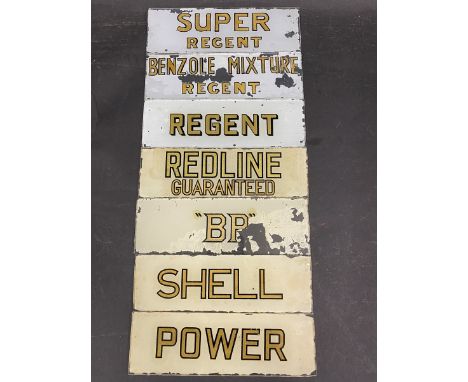 SUPER
REGENT
BENZOLE MIXTURE
REGENT
REGENT
REDLINE
GUARANTEED
"BP"
SHELL
POWER